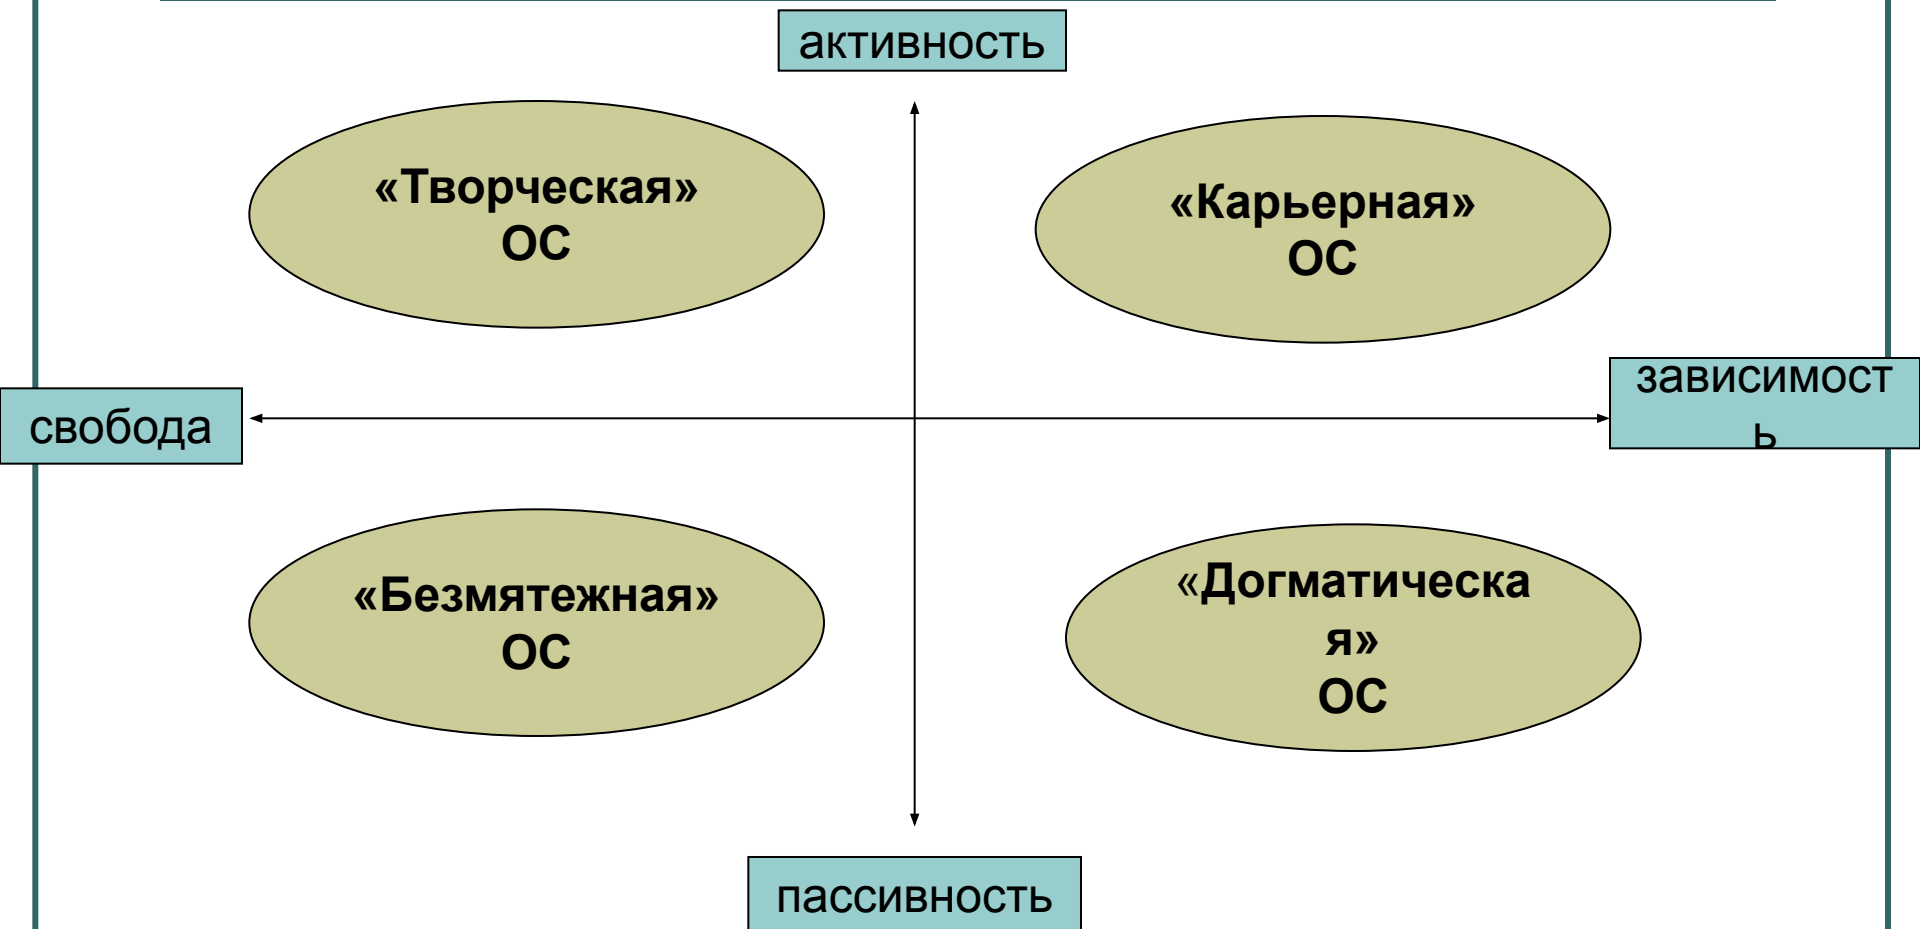 активность
«Творческая»
ОС
«Карьерная»
ОС
свобода
зависимост
ь
«Безмятежная»
ОС
«Догматическа
я»
ОС
пассивность